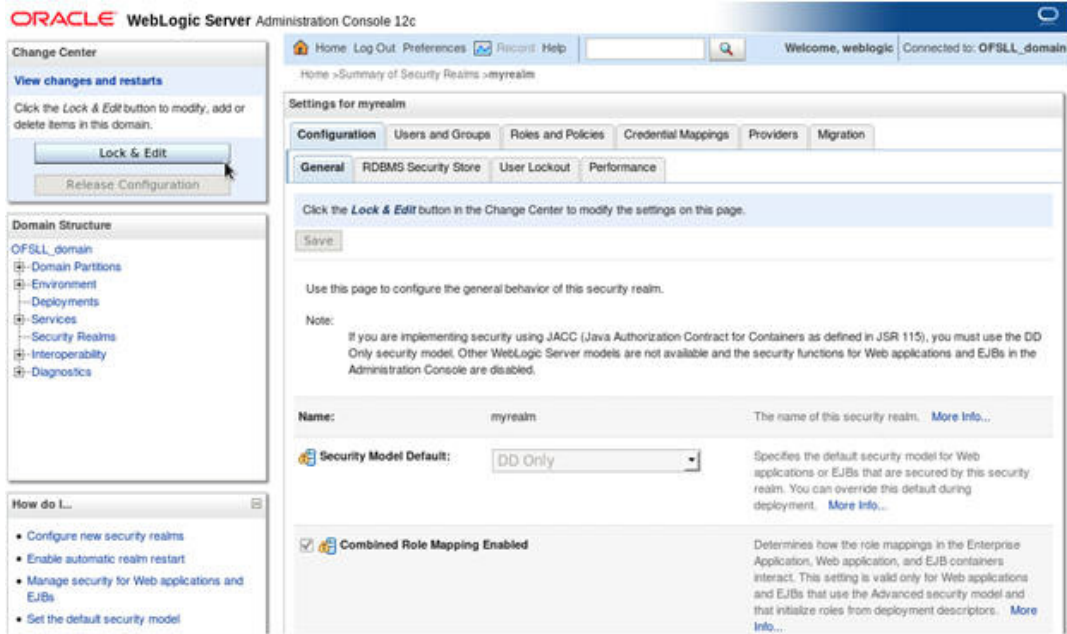 ORACLE WebLogic Server Administration Console 12c
Change Center
View changes and restarts
Click the Lock & Edit button to modify, add or
delete items in this domain.
Lock & Edit
Release Configuration
Domain Structure
OFSLL_domain
Domain Partitions
Environment
Deployments
Services
Security Realms
Interoperability
Diagnostics
How do I...
Configure new security realms
Enable automatic realm restart
Manage security for Web applications and
EJBs
Set the default security model
Home Log Out Preferences Record Help
Welcome, weblogic Connected to: OFSLL_domain
Home >Summary of Security Realms >myrealm
Settings for myrealm
Configuration Users and Groups Roles and Policies Credential Mappings Providers Migration
General RDBMS Security Store User Lockout Performance
Click the Lock & Edit button in the Change Center to modify the settings on this page.
Save
Use this page to configure the general behavior of this security realm.
Note:
If you are implementing security using JACC (Java Authorization Contract for Containers as defined in JSR 115), you must use the DD
Only security model. Other WebLogic Server models are not available and the security functions for Web applications and EJBs in the
Administration Console are disabled.
Name: myrealm The name of this security realm. More Info...
Security Model Default: DD Only
Specifies the default security model for Web
applications or EJBs that are secured by this security
realm. You can override this default during
deployment. More Info...
Combined Role Mapping Enabled
Determines how the role mappings in the Enterprise
Application, Web application, and EJB containers
interact. This setting is valid only for Web applications
and EJBs that use the Advanced security model and
that initialize roles from deployment descriptors. More
Info...